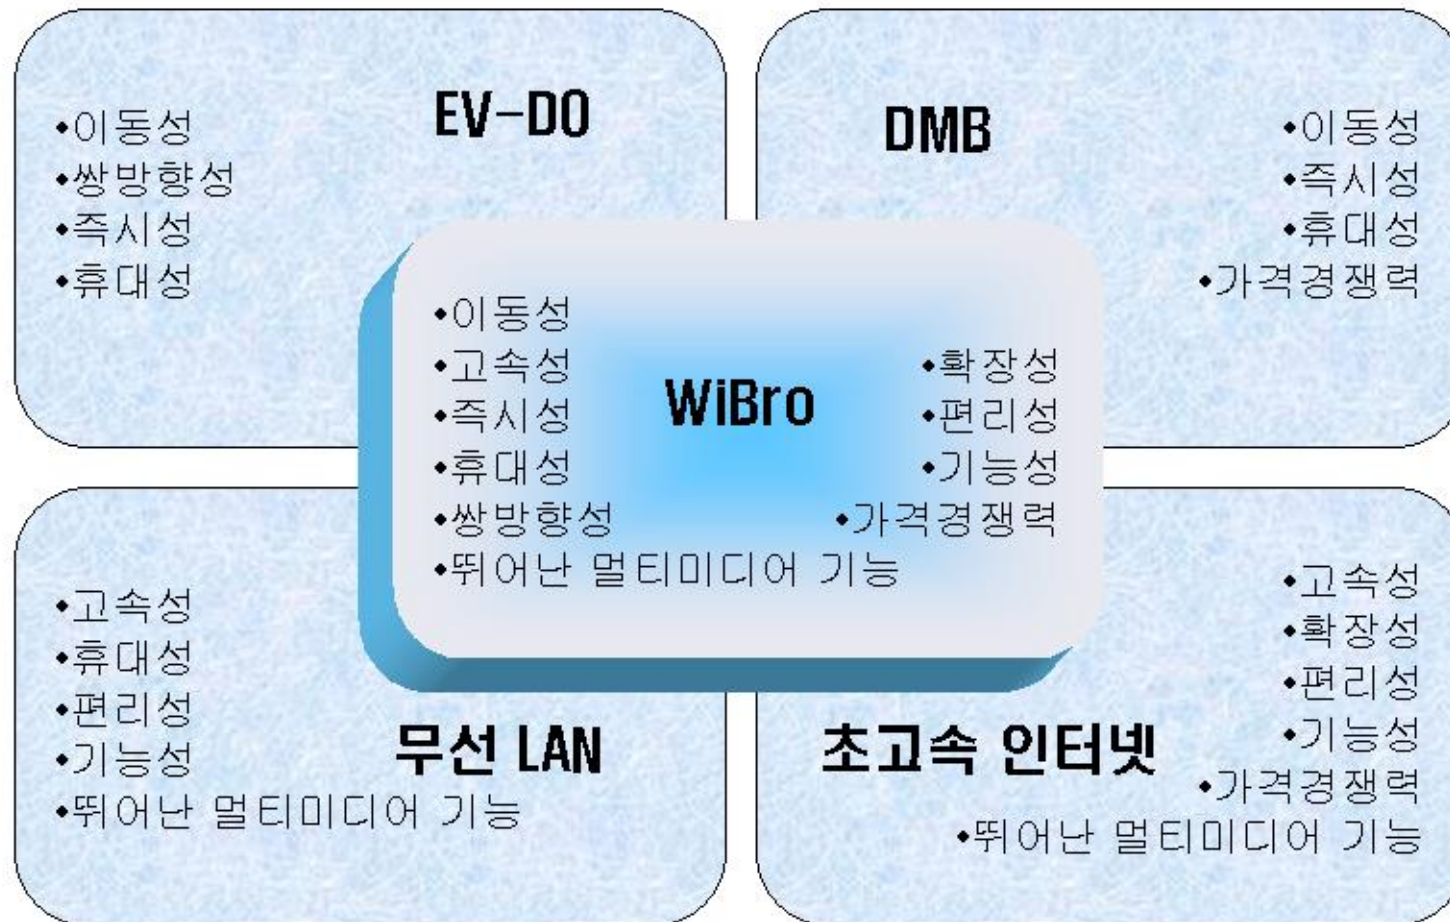 EV-DO
•이동성
•쌍방향성
•즉시성
•휴대성
DMB
•이동성
•즉시성
•휴대성
•가격경쟁력
WiBro
•이동성
•고속성
•즉시성
•휴대성
•쌍방향성
•뛰어난 멀티미디어 기능
•확장성
•편리성
•기능성
•가격경쟁력
•고속성
•휴대성
•편리성
•기능성
•뛰어난 멀티미디어 기능
무선 LAN
초고속 인터넷
•고속성
•확장성
•편리성
•기능성
•가격경쟁력
•뛰어난 멀티미디어 기능